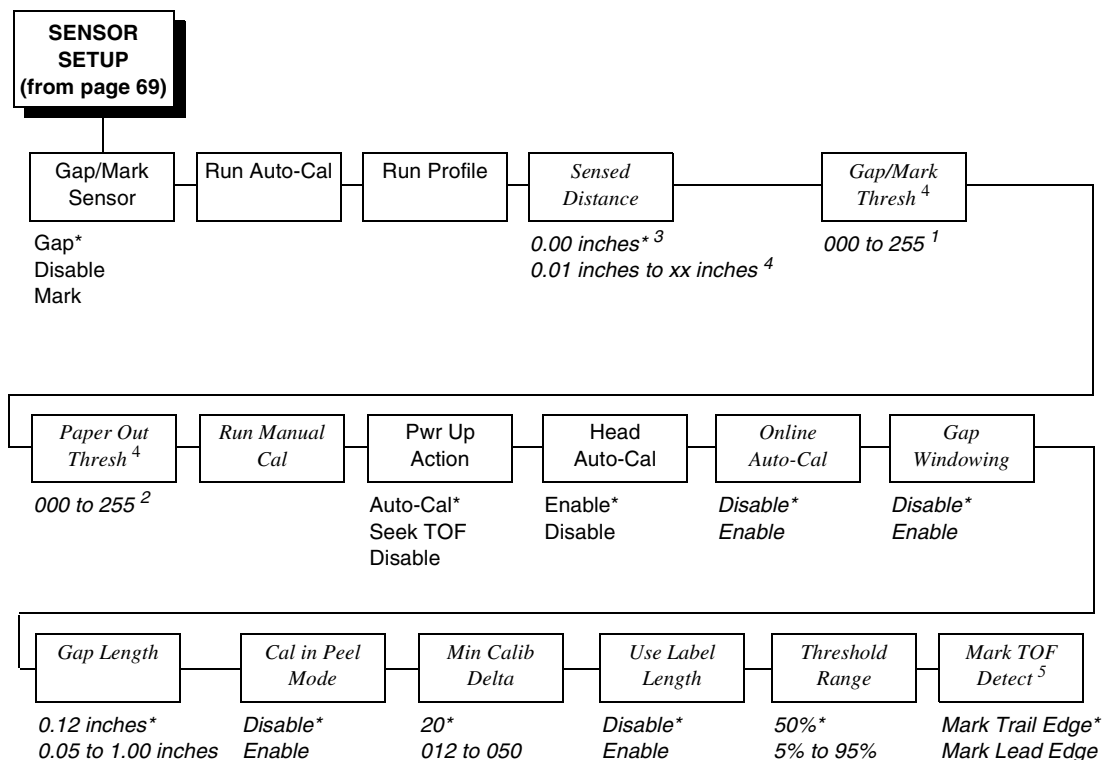 SENSOR
SETUP
(from page 69)
Gap/Mark
Sensor
Gap*
Disable
Mark
Run Auto-Cal
Run Profile
Sensed
Distance
0.00 inches* 3
0.01 inches to xx inches 4
Gap/Mark
Thresh 4
000 to 255 1
Paper Out
Thresh 4
000 to 255 2
Run Manual
Cal
Pwr Up
Action
Auto-Cal*
Seek TOF
Disable
Head
Auto-Cal
Enable*
Disable
Online
Auto-Cal
Disable*
Enable
Gap
Windowing
Disable*
Enable
Gap Length
0.12 inches*
0.05 to 1.00 inches
Cal in Peel
Mode
Disable*
Enable
Min Calib
Delta
20*
012 to 050
Use Label
Length
Disable*
Enable
Threshold
Range
50%*
5% to 95%
Mark TOF
Detect 5
Mark Trail Edge*
Mark Lead Edge